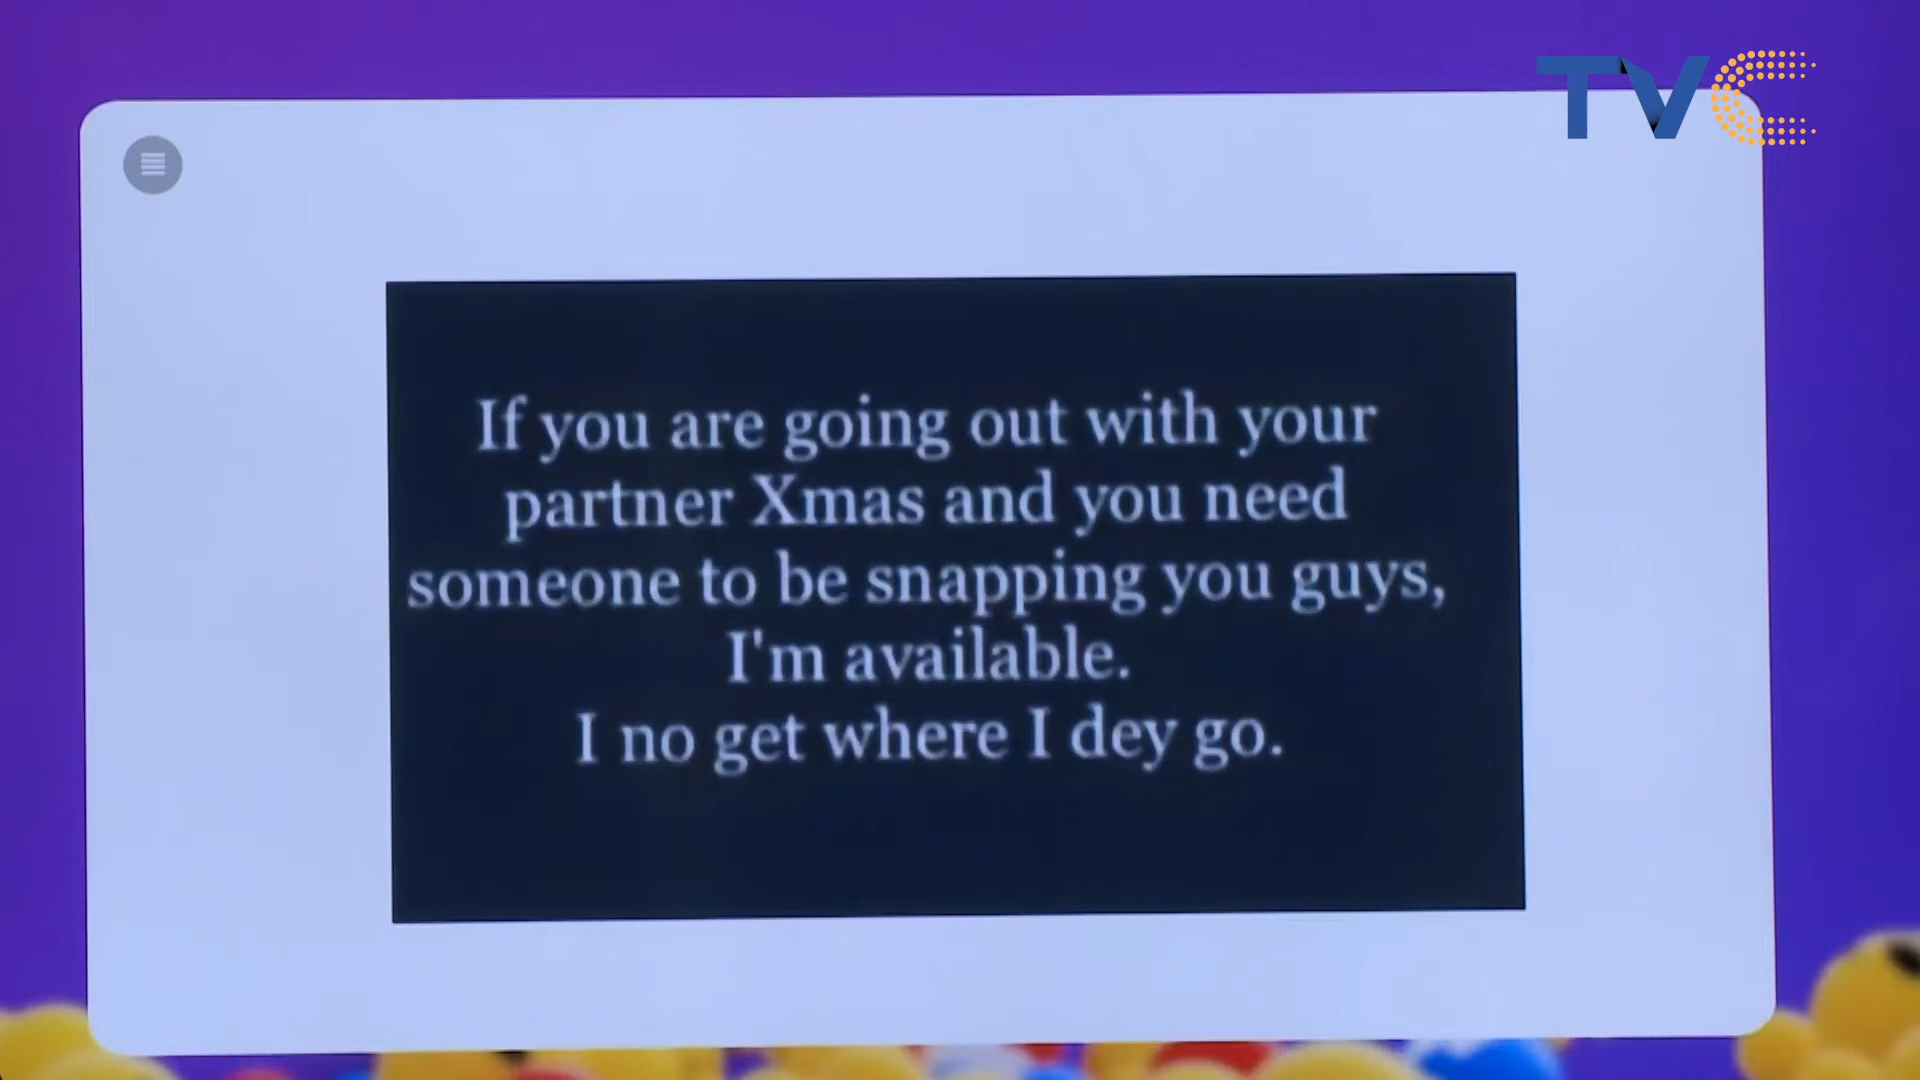 TVC
If you are going out with your
partner Xmas and you need
someone to be snapping you guys,
I'm available.
I no get where I dey go.